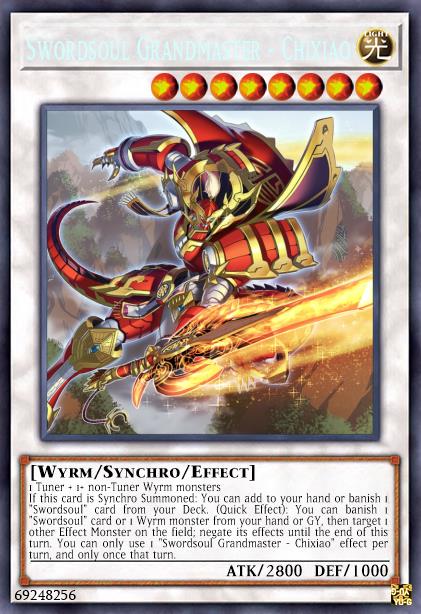 Swordsoul Grandmaster - Chixiao
LIGHT
光
[Wyrm/Synchro/Effect]
1 Tuner + 1+ non-Tuner Wyrm monsters
If this card is Synchro Summoned: You can add to your hand or banish 1
"Swordsoul" card from your Deck. (Quick Effect): You can banish 1
"Swordsoul" card or 1 Wyrm monster from your hand or GY, then target 1
other Effect Monster on the field; negate its effects until the end of this
turn. You can only use 1 "Swordsoul Grandmaster - Chixiao" effect per
turn, and only once that turn.
ATK/2800 DEF/1000
69248256